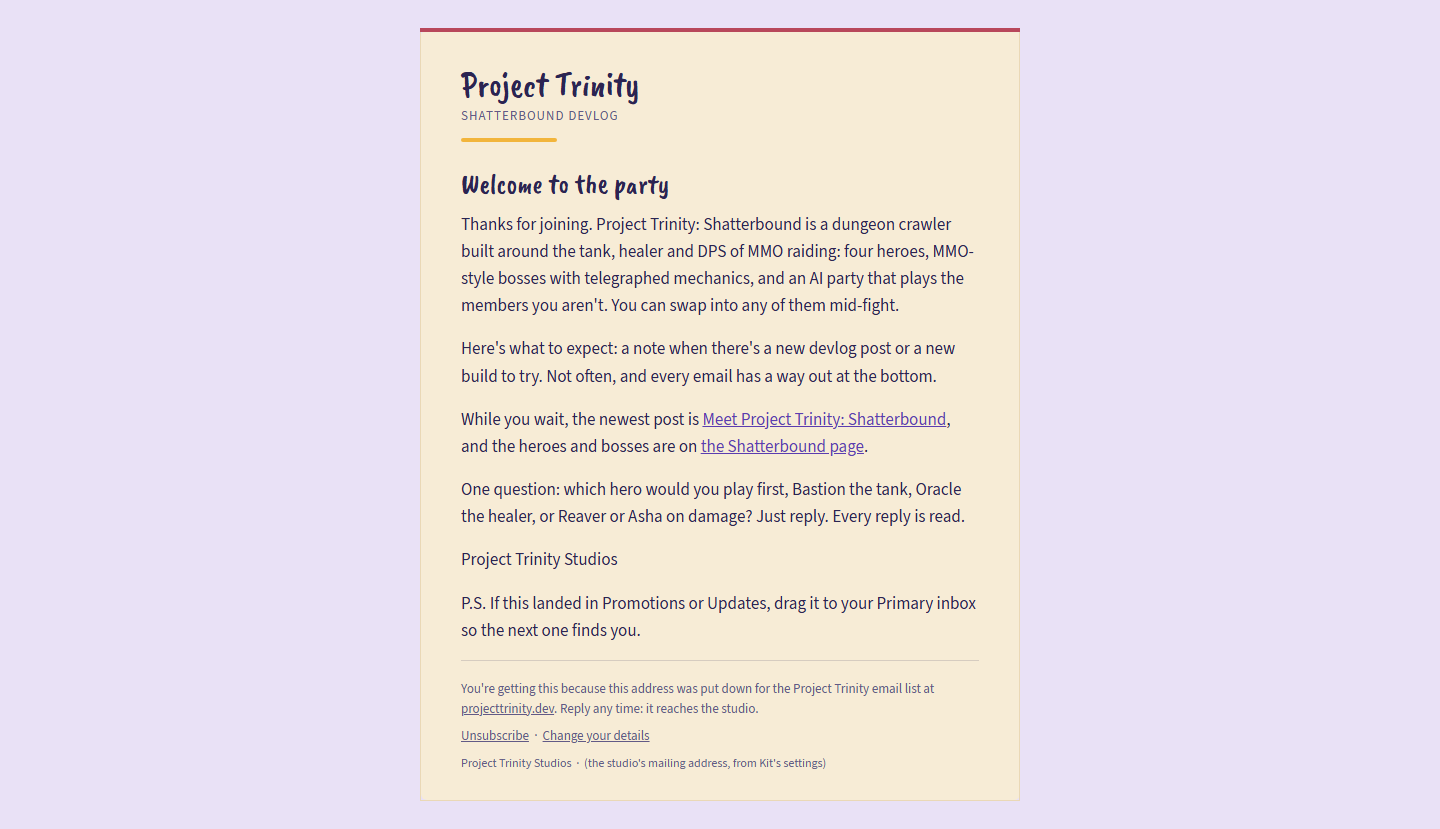 Project Trinity
SHATTERBOUND DEVLOG
Welcome to the party
Thanks for joining. Project Trinity: Shatterbound is a dungeon crawler
built around the tank, healer and DPS of MMO raiding: four heroes, MMO-
style bosses with telegraphed mechanics, and an AI party that plays the
members you aren't. You can swap into any of them mid-fight.
Here's what to expect: a note when there's a new devlog post or a new
build to try. Not often, and every email has a way out at the bottom.
While you wait, the newest post is Meet Project Trinity: Shatterbound,
and the heroes and bosses are on the Shatterbound page.
One question: which hero would you play first, Bastion the tank, Oracle
the healer, or Reaver or Asha on damage? Just reply. Every reply is read.
Project Trinity Studios
P.S. If this landed in Promotions or Updates, drag it to your Primary inbox
so the next one finds you.
You're getting this because this address was put down for the Project Trinity email list at
projecttrinity.dev. Reply any time: it reaches the studio.
Unsubscribe · Change your details
Project Trinity Studios · (the studio's mailing address, from Kit's settings)